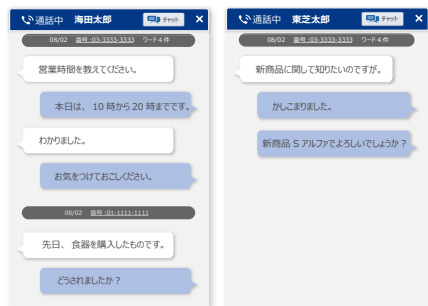 通話中 海田太郎 チャット ×
08/02 番号:03-3333-3333 ワード4件
営業時間を教えてください。
本日は、10時から20時までです。
わかりました。
お気をつけておこしください。
08/02 番号:01-1111-1111
先日、食器を購入したものです。
どうされましたか？
通話中 東芝太郎 チャット ×
08/02 番号:03-3333-3333 ワード4件
新商品に関して知りたいのですが。
かしこまりました。
新商品Sアルファでよろしいでしょうか？